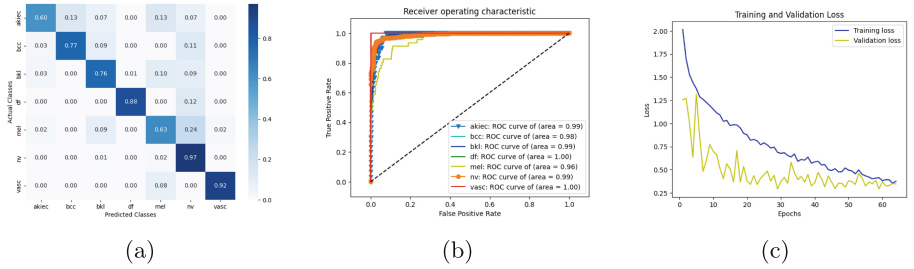 Actual Classes
akiec 0.60 0.13 0.07 0.00 0.13 0.07 0.00
bcc 0.03 0.77 0.09 0.00 0.00 0.11 0.00
bkl 0.03 0.00 0.76 0.01 0.10 0.09 0.00
df 0.00 0.00 0.00 0.88 0.00 0.12 0.00
mel 0.02 0.00 0.09 0.00 0.63 0.24 0.02
nv 0.00 0.00 0.01 0.00 0.02 0.97 0.00
vasc 0.00 0.00 0.00 0.00 0.08 0.00 0.92
akiec bcc bkl df mel nv vasc
Predicted Classes
0.8
0.6
0.4
0.2
0.0
(a)
Receiver operating characteristic
True Positive Rate
1.0
0.8
0.6
0.4
0.2
0.0
akiec: ROC curve of (area = 0.99)
bcc: ROC curve of (area = 0.98)
bkl: ROC curve of (area = 0.99)
df: ROC curve of (area = 1.00)
mel: ROC curve of (area = 0.96)
nv: ROC curve of (area = 0.99)
vasc: ROC curve of (area = 1.00)
0.0 0.2 0.4 0.6 0.8 1.0
False Positive Rate
(b)
Training and Validation Loss
Training loss
Validation loss
Loss
2.00
1.75
1.50
1.25
1.00
0.75
0.50
0.25
0 10 20 30 40 50 60
Epochs
(c)